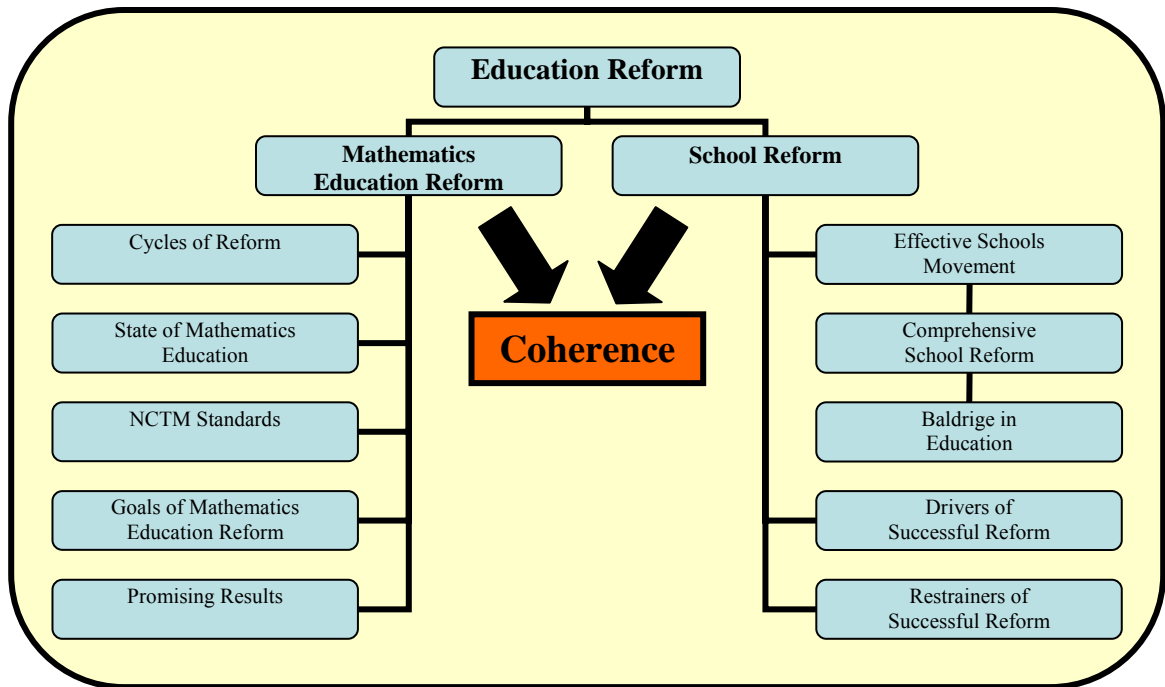 Education Reform
Mathematics
Education Reform
School Reform
Cycles of Reform
State of Mathematics
Education
NCTM Standards
Goals of Mathematics
Education Reform
Promising Results
Coherence
Effective Schools
Movement
Comprehensive
School Reform
Baldrige in
Education
Drivers of
Successful Reform
Restrainers of
Successful Reform